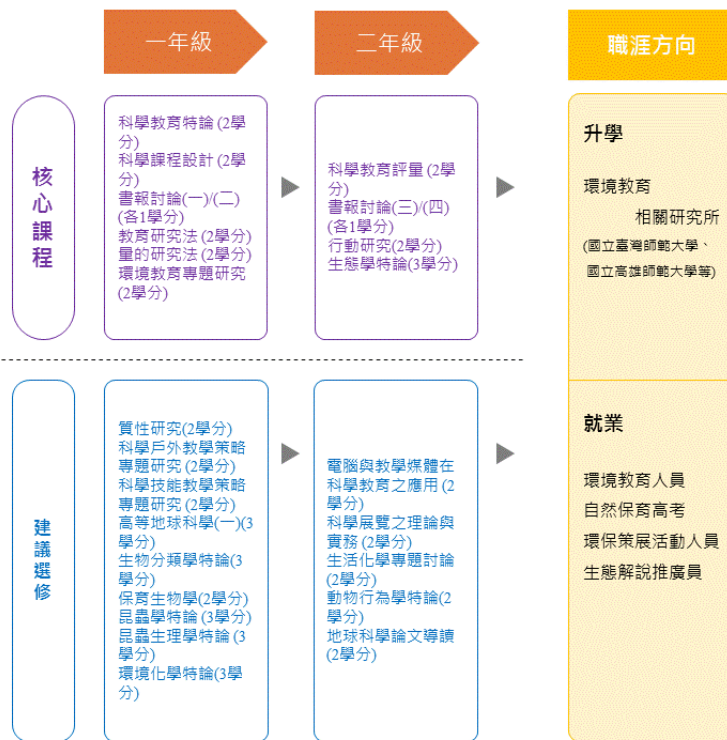 一年級
二年級
職涯方向
核心課程
科學教育特論 (2學
分)
科學課程設計 (2學
分)
書報討論(一)/(二)
(各1學分)
教育研究法 (2學分)
量的研究法 (2學分)
環境教育專題研究
(2學分)
科學教育評量 (2學
分)
書報討論(三)/(四)
(各1學分)
行動研究(2學分)
生態學特論(3學分)
升學
環境教育
相關研究所
(國立臺灣師範大學、
國立高雄師範大學等)
建議選修
質性研究(2學分)
科學戶外教學策略
專題研究 (2學分)
科學技能教學策略
專題研究 (2學分)
高等地球科學(一)(3
學分)
生物分類學特論(3
學分)
保育生物學(2學分)
昆蟲學特論 (3學分)
昆蟲生理學特論 (3
學分)
環境化學特論(3學
分)
電腦與教學媒體在
科學教育之應用 (2
學分)
科學展覽之理論與
實務 (2學分)
生活化學專題討論
(2學分)
動物行為學特論(2
學分)
地球科學論文導讀
(2學分)
就業
環境教育人員
自然保育高考
環保策展活動人員
生態解說推廣員